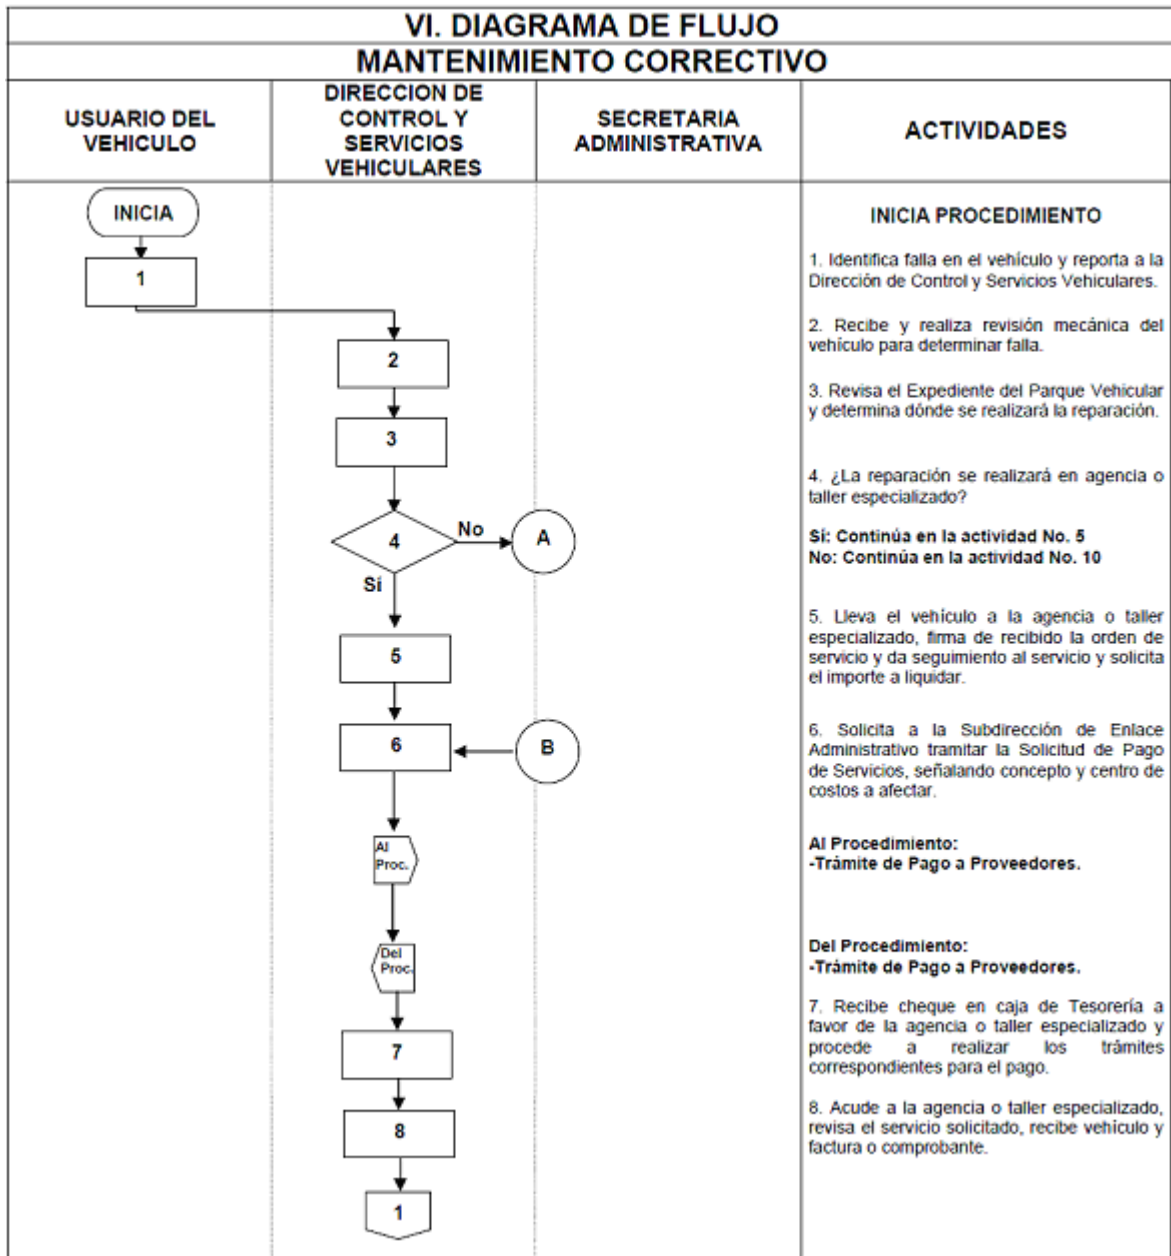 VI. DIAGRAMA DE FLUJO
MANTENIMIENTO CORRECTIVO
USUARIO DEL
VEHICULO
DIRECCION DE
CONTROL Y
SERVICIOS
VEHICULARES
SECRETARIA
ADMINISTRATIVA
ACTIVIDADES
INICIA
1
2
3
4
No
A
Sí
5
6
B
Al
Proc.
Del
Proc.
7
8
1
INICIA PROCEDIMIENTO
1. Identifica falla en el vehículo y reporta a la
Dirección de Control y Servicios Vehiculares.
2. Recibe y realiza revisión mecánica del
vehículo para determinar falla.
3. Revisa el Expediente del Parque Vehicular
y determina dónde se realizará la reparación.
4. ¿La reparación se realizará en agencia o
taller especializado?
Sí: Continúa en la actividad No. 5
No: Continúa en la actividad No. 10
5. Lleva el vehículo a la agencia o taller
especializado, firma de recibido la orden de
servicio y da seguimiento al servicio y solicita
el importe a liquidar.
6. Solicita a la Subdirección de Enlace
Administrativo tramitar la Solicitud de Pago
de Servicios, señalando concepto y centro de
costos a afectar.
Al Procedimiento:
-Trámite de Pago a Proveedores.
Del Procedimiento:
-Trámite de Pago a Proveedores.
7. Recibe cheque en caja de Tesorería a
favor de la agencia o taller especializado y
procede a realizar los trámites
correspondientes para el pago.
8. Acude a la agencia o taller especializado,
revisa el servicio solicitado, recibe vehículo y
factura o comprobante.